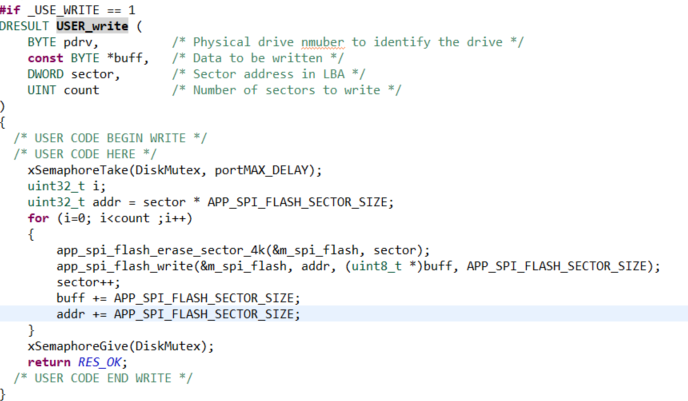 #if _USE_WRITE == 1
DRESULT USER_write (
    BYTE pdrv,          /* Physical drive nmuber to identify the drive */
    const BYTE *buff,   /* Data to be written */
    DWORD sector,       /* Sector address in LBA */
    UINT count          /* Number of sectors to write */
)
{
  /* USER CODE BEGIN WRITE */
  /* USER CODE HERE */
    xSemaphoreTake(DiskMutex, portMAX_DELAY);
    uint32_t i;
    uint32_t addr = sector * APP_SPI_FLASH_SECTOR_SIZE;
    for (i=0; i<count ;i++)
    {
        app_spi_flash_erase_sector_4k(&m_spi_flash, sector);
        app_spi_flash_write(&m_spi_flash, addr, (uint8_t *)buff, APP_SPI_FLASH_SECTOR_SIZE);
        sector++;
        buff += APP_SPI_FLASH_SECTOR_SIZE;
        addr += APP_SPI_FLASH_SECTOR_SIZE;
    }
    xSemaphoreGive(DiskMutex);
    return RES_OK;
  /* USER CODE END WRITE */
}